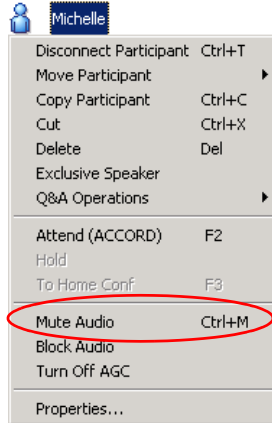 Michelle
Disconnect Participant Ctrl+T
Move Participant
Copy Participant Ctrl+C
Cut Ctrl+X
Delete Del
Exclusive Speaker
Q&A Operations
Attend (ACCORD) F2
Hold
To Home Conf F3
Mute Audio Ctrl+M
Block Audio
Turn Off AGC
Properties...